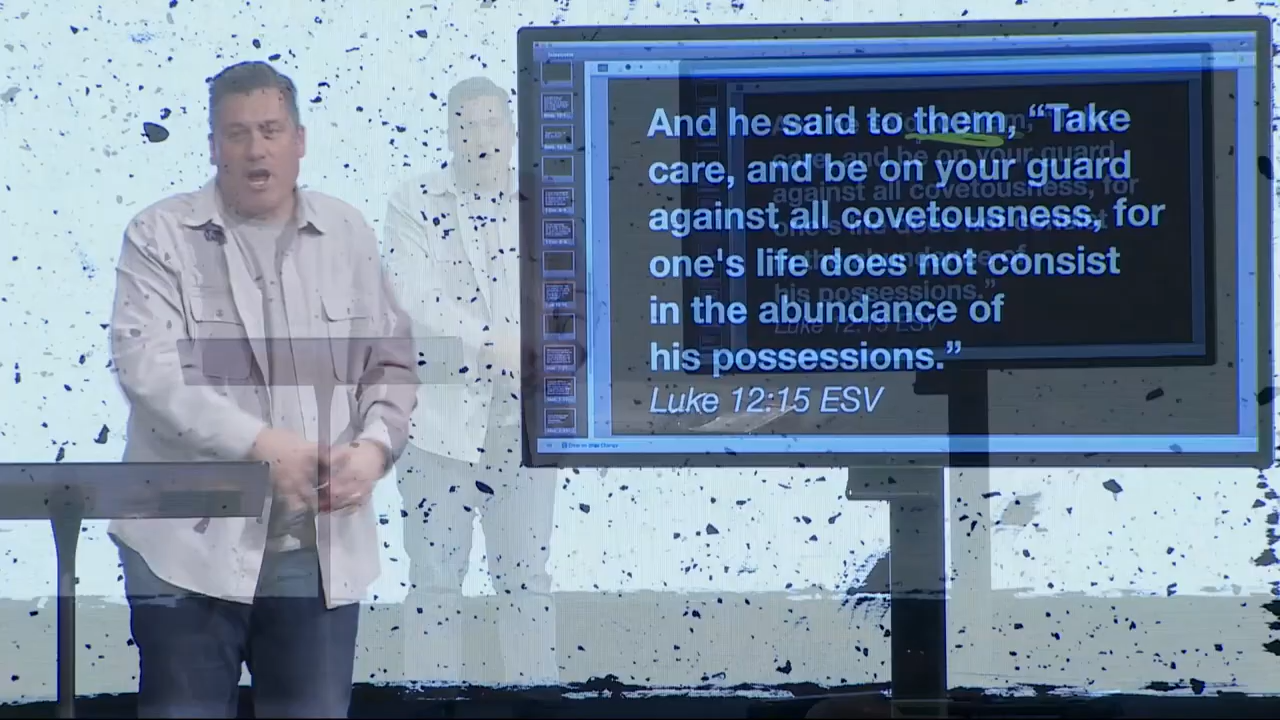 And he said to them, “Take
care, and be on your guard
against all covetousness, for
one's life does not consist
in the abundance of
his possessions.”
Luke 12:15 ESV